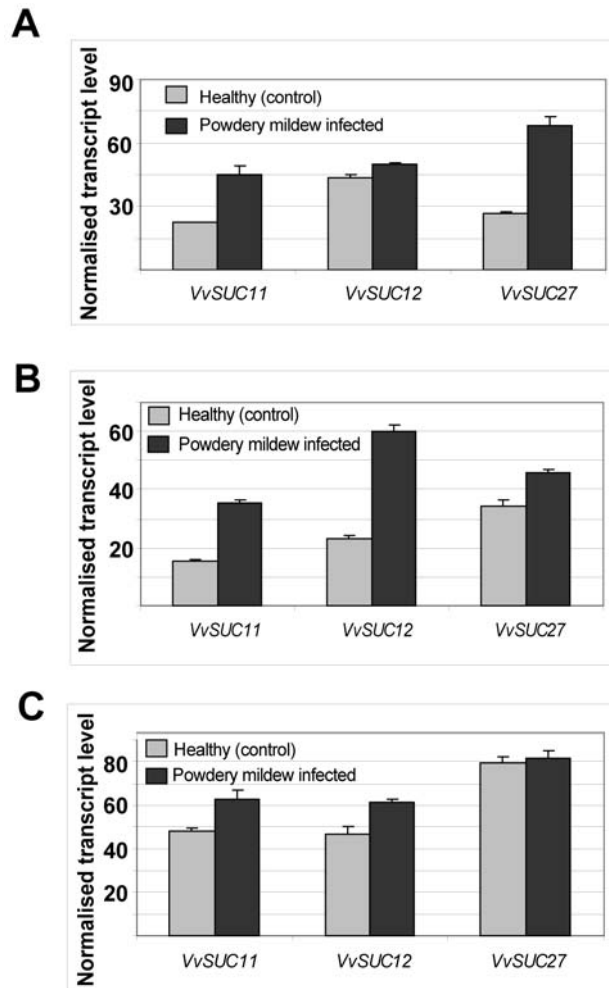 A
Normalised transcript level
90
60
30
Healthy (control)
Powdery mildew infected
VvSUC11 VvSUC12 VvSUC27
B
Normalised transcript level
60
40
20
Healthy (control)
Powdery mildew infected
VvSUC11 VvSUC12 VvSUC27
C
Normalised transcript level
80
60
40
20
Healthy (control)
Powdery mildew infected
VvSUC11 VvSUC12 VvSUC27